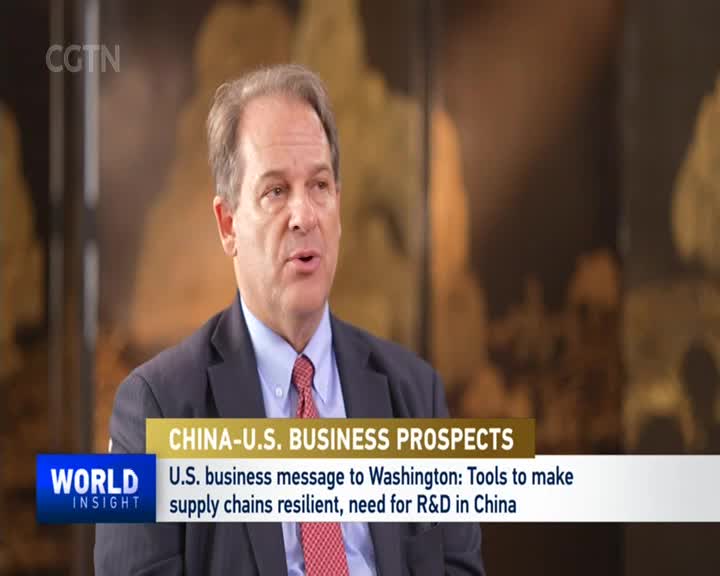 CGTN
CHINA-U.S. BUSINESS PROSPECTS
WORLD
INSIGHT
U.S. business message to Washington: Tools to make
supply chains resilient, need for R&D in China